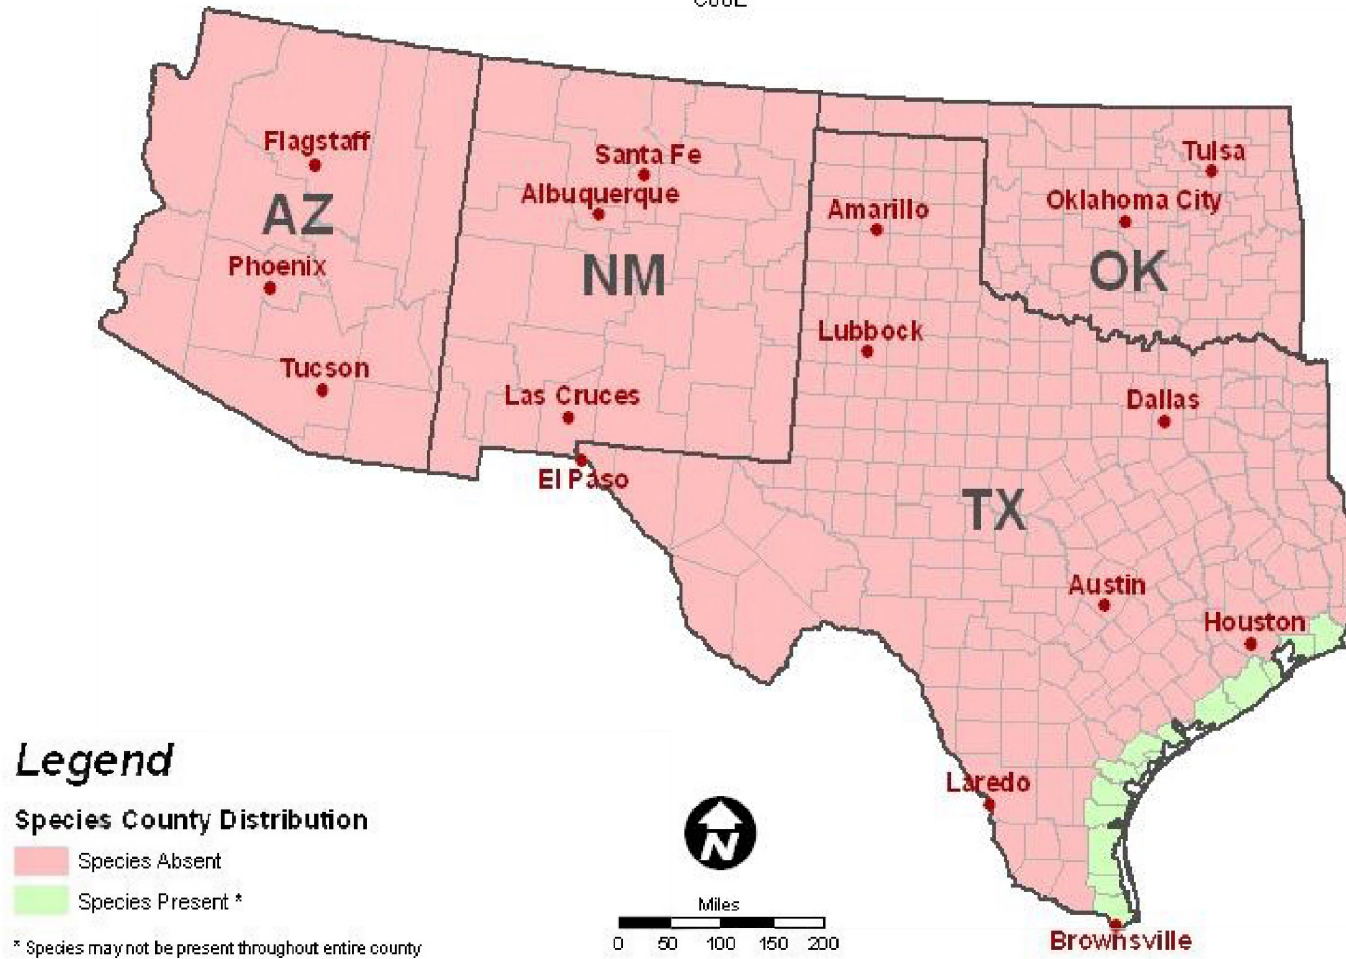 Flagstaff
Santa Fe
Tulsa
Albuquerque
Oklahoma City
Amarillo
AZ
Phoenix
NM
OK
Lubbock
Tucson
Las Cruces
Dallas
El Paso
TX
Austin
Houston
Laredo
Brownsville
Legend
Species County Distribution
Species Absent
Species Present *
* Species may not be present throughout entire county
N
Miles
0 50 100 150 200